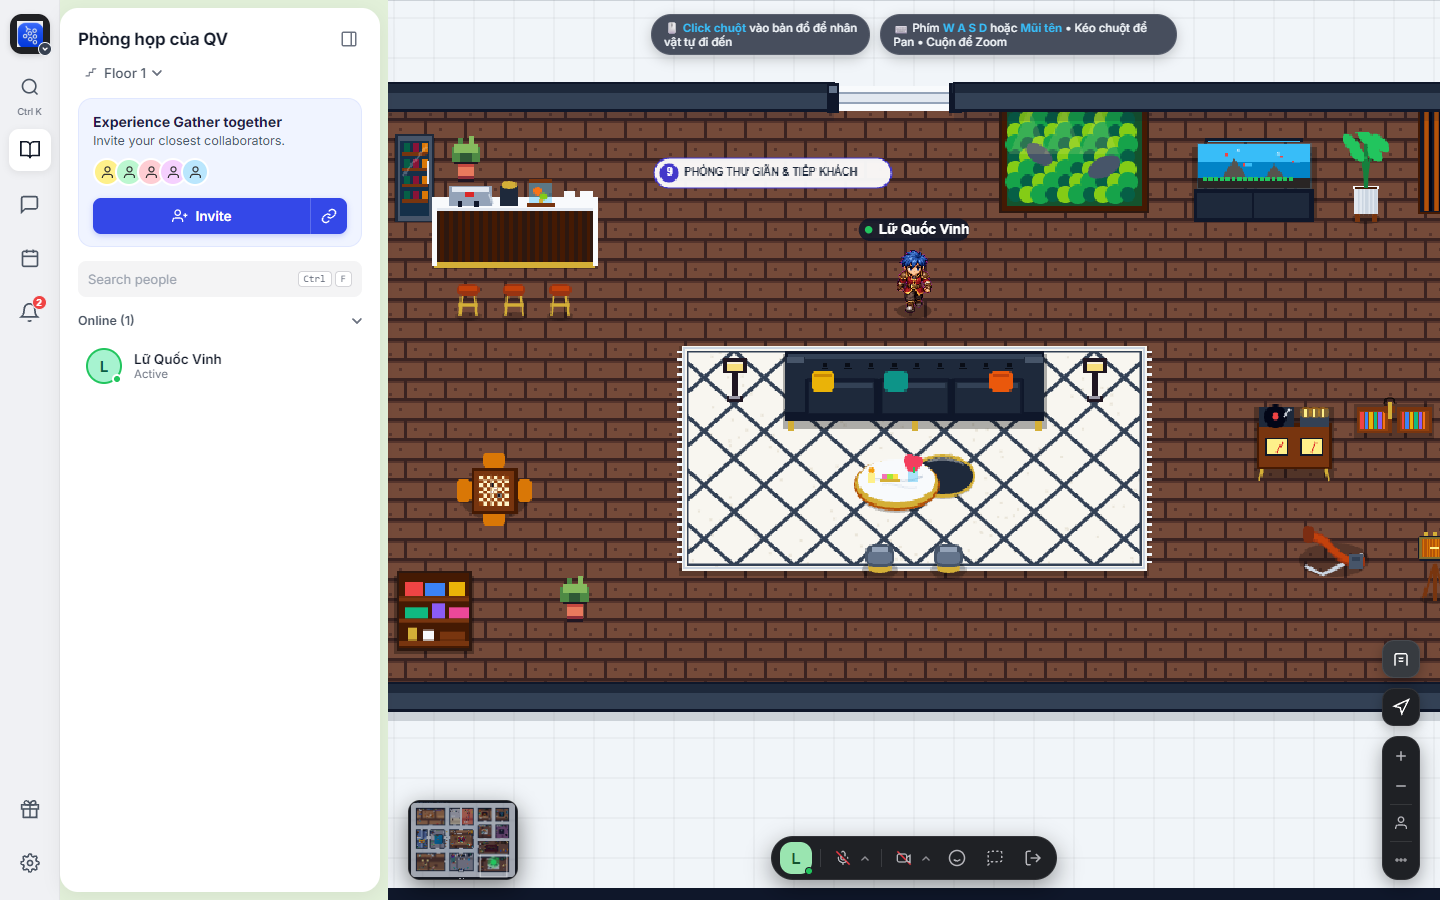 Phòng họp của QV
Floor 1
Ctrl K
Experience Gather together
Invite your closest collaborators.
Invite
Search people
Ctrl F
2
Online (1)
L
Lữ Quốc Vinh
Active
Click chuột vào bản đồ để nhân
vật tự đi đến
Phím W A S D hoặc Mũi tên • Kéo chuột để
Pan • Cuộn để Zoom
9 PHÒNG THƯ GIÃN & TIẾP KHÁCH
Lữ Quốc Vinh
L